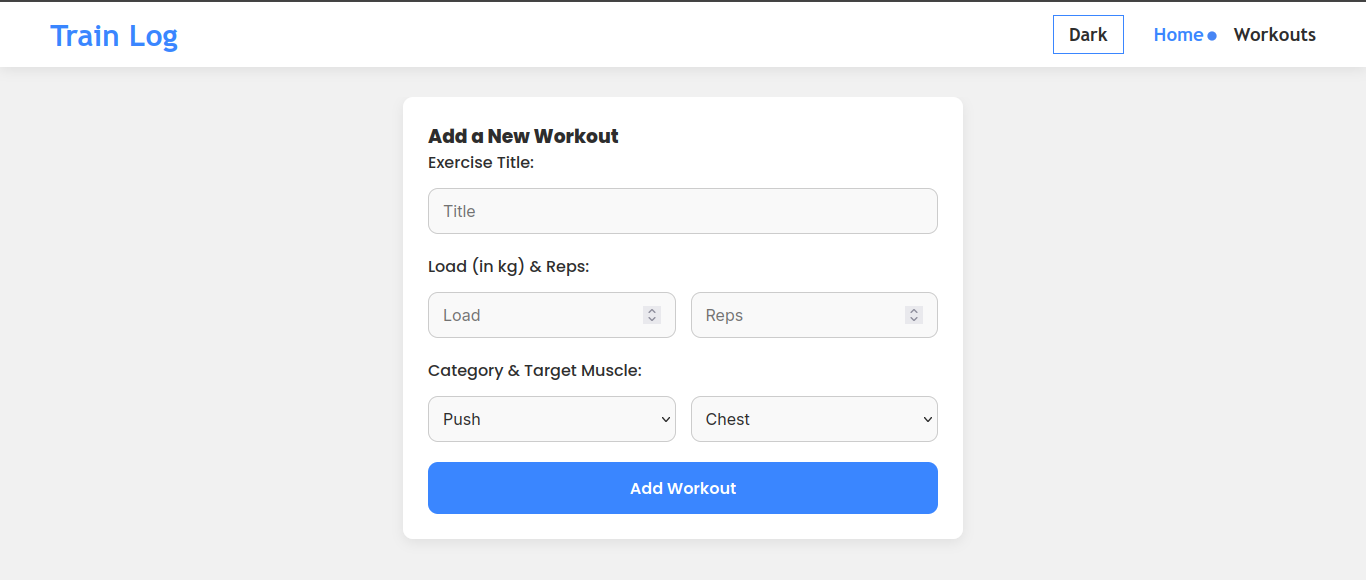 Train Log
Dark
Home
Workouts
Add a New Workout
Exercise Title:
Title
Load (in kg) & Reps:
Load
Reps
Category & Target Muscle:
Push
Chest
Add Workout